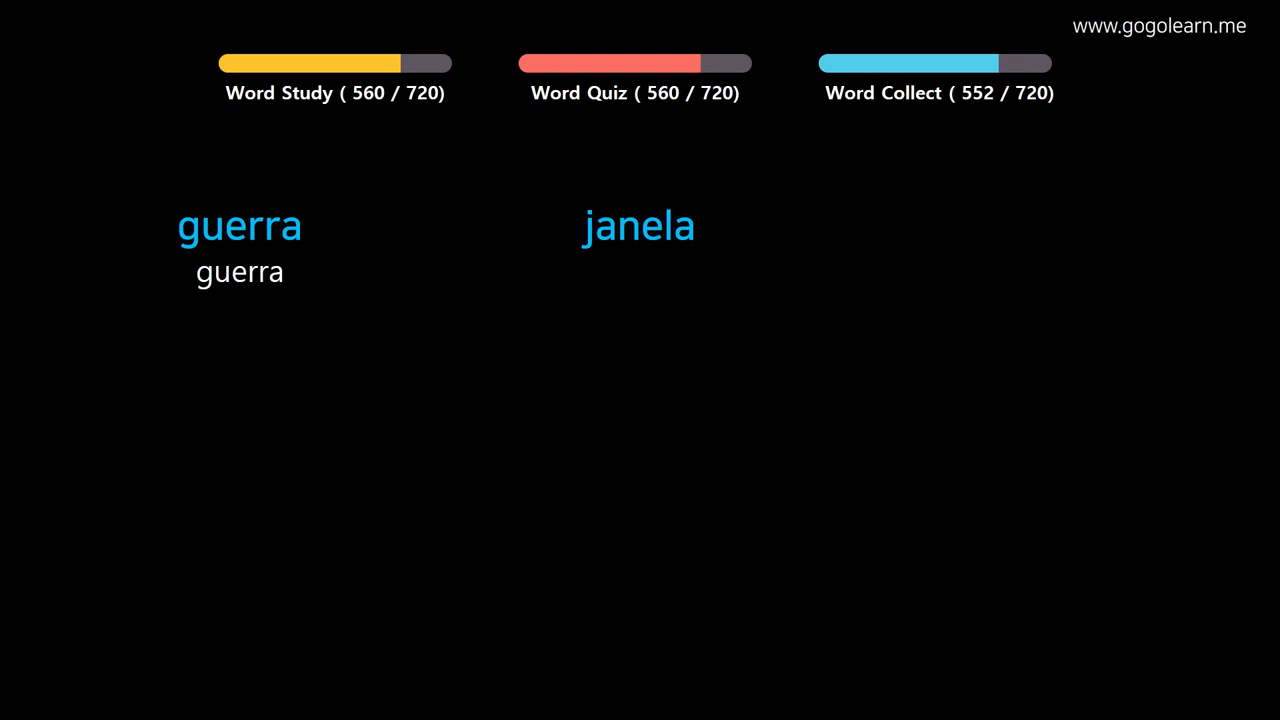 www.gogolearn.me
Word Study ( 560 / 720)
Word Quiz ( 560 / 720)
Word Collect ( 552 / 720)
guerra
guerra
janela